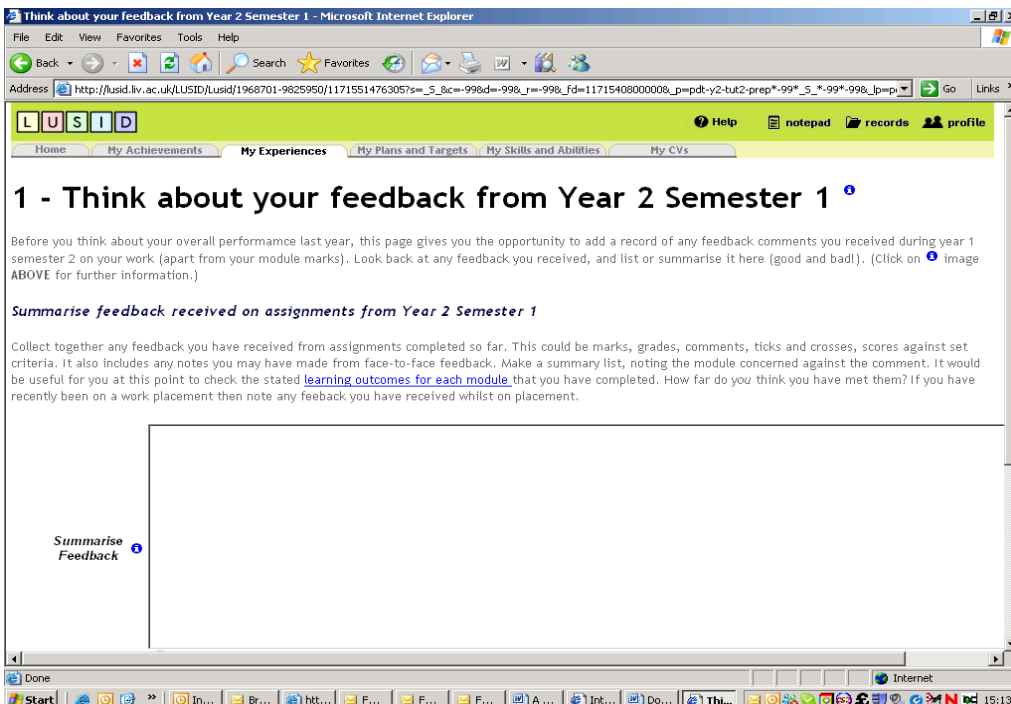 Think about your feedback from Year 2 Semester 1 - Microsoft Internet Explorer
File Edit View Favorites Tools Help
Back Search Favorites
Address http://lusid.liv.ac.uk/LUSID/Lusid/1968701-9825950/1171551476305?s=_S_&c=-99&d=-99&_r=-99&_fd=1171540800000&_p=pdt-y2-tut2-prep*-99*_S_*-99*-99&_lp=p Go Links
LUSID Help notepad records profile
Home My Achievements My Experiences My Plans and Targets My Skills and Abilities My CVs
1 - Think about your feedback from Year 2 Semester 1
Before you think about your overall performamce last year, this page gives you the opportunity to add a record of any feedback comments you received during year 1
semester 2 on your work (apart from your module marks). Look back at any feedback you received, and list or summarise it here (good and bad!). (Click on image
ABOVE for further information.)
Summarise feedback received on assignments from Year 2 Semester 1
Collect together any feedback you have received from assignments completed so far. This could be marks, grades, comments, ticks and crosses, scores against set
criteria. It also includes any notes you may have made from face-to-face feedback. Make a summary list, noting the module concerned against the comment. It would
be useful for you at this point to check the stated learning outcomes for each module that you have completed. How far do you think you have met them? If you have
recently been on a work placement then note any feeback you have received whilst on placement.
Summarise
Feedback
Done Internet
Start In... Br... htt... F... F... F... A ... Int... Do... Thi... 15:13